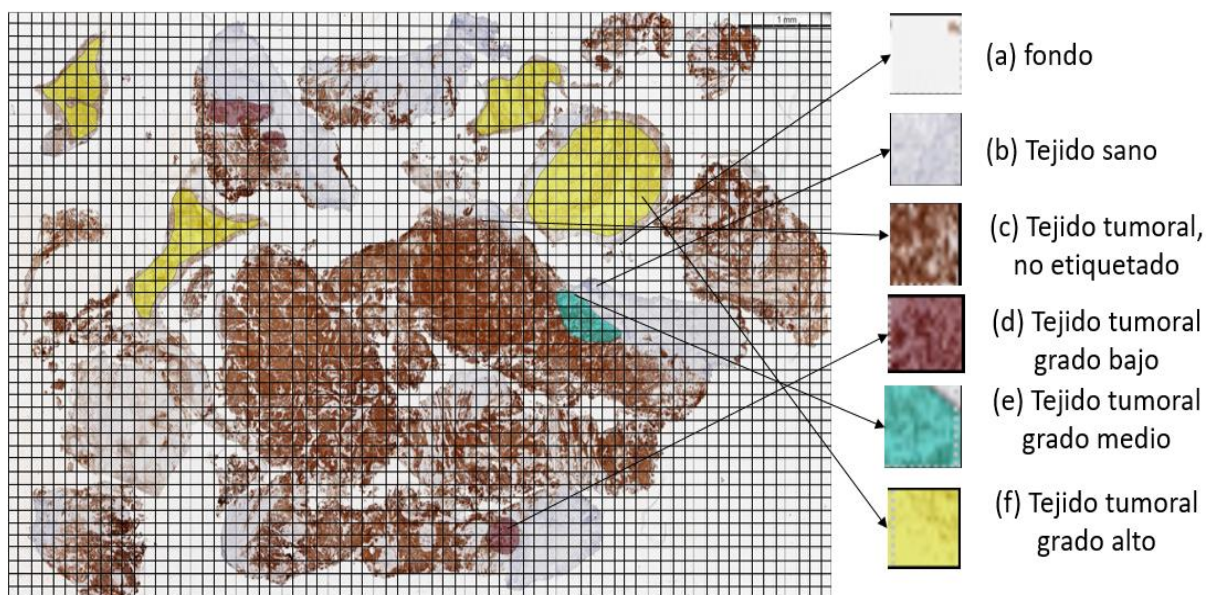 1 mm
(a) fondo
(b) Tejido sano
(c) Tejido tumoral,
no etiquetado
(d) Tejido tumoral
grado bajo
(e) Tejido tumoral
grado medio
(f) Tejido tumoral
grado alto